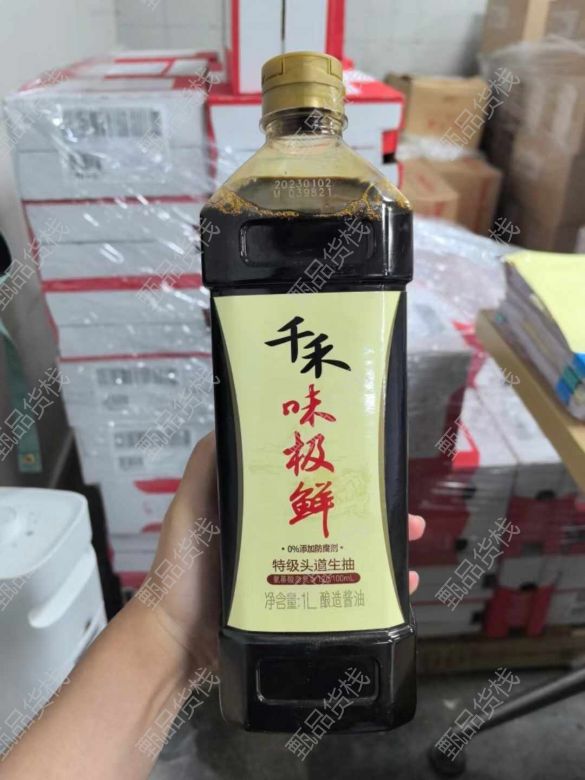 20230102
M 039821
千禾
味极鲜
·0%添加防腐剂·
特级头道生抽
净含量:1L 酿造酱油
甄品货栈